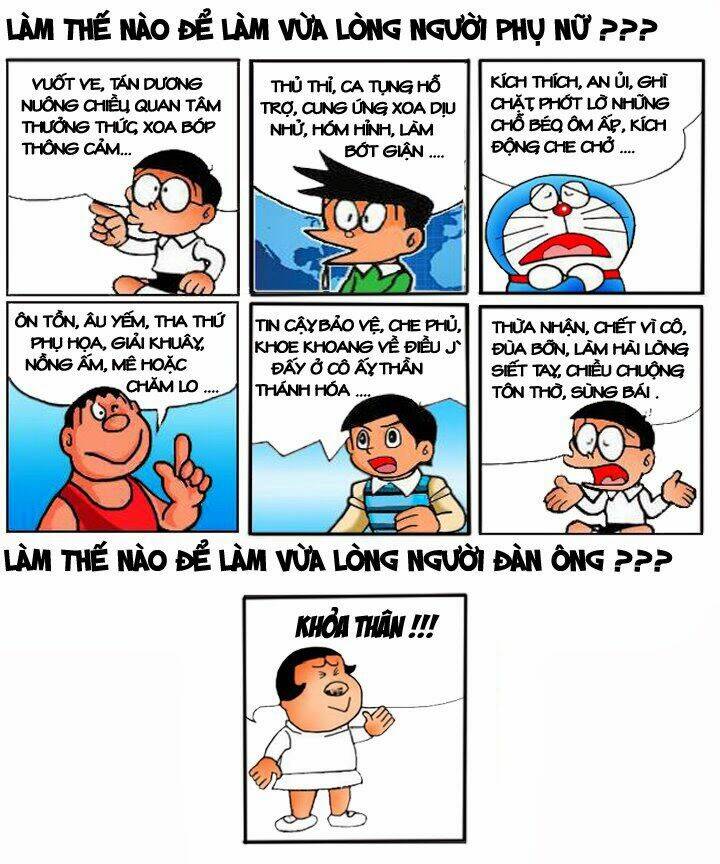 LÀM THẾ NÀO ĐỂ LÀM VỪA LÒNG NGƯỜI PHỤ NỮ ???
VUỐT VE, TÁN DƯƠNG
NUÔNG CHIỀU, QUAN TÂM
THƯỞNG THỨC, XOA BÓP
THÔNG CẢM...
THỦ THỈ, CA TỤNG, HỖ
TRỢ, CUNG ỨNG, XOA DỊU
NHỬ, HÓM HỈNH, LÀM
BỚT GIẬN ....
KÍCH THÍCH, AN ỦI, GHÌ
CHẶT, PHỚT LỜ NHỮNG
CHỖ BÉO, ÔM ẤP, KÍCH
ĐỘNG, CHE CHỞ ....
ÔN TỒN, ÂU YẾM, THA THỨ
PHỤ HỌA, GIẢI KHUÂY,
NỒNG ẤM, MÊ HOẶC
CHĂM LO ....
TIN CẬY, BẢO VỆ, CHE PHỦ,
KHOE KHOANG VỀ ĐIỀU J`
ĐẤY Ở CÔ ẤY, THẦN
THÁNH HÓA ....
THỪA NHẬN, CHẾT VÌ CÔ,
ĐÙA BỠN, LÀM HÀI LÒNG,
SIẾT TAY, CHIỀU CHUỘNG,
TÔN THỜ, SÙNG BÁI .
LÀM THẾ NÀO ĐỂ LÀM VỪA LÒNG NGƯỜI ĐÀN ÔNG ???
KHỎA THÂN !!!